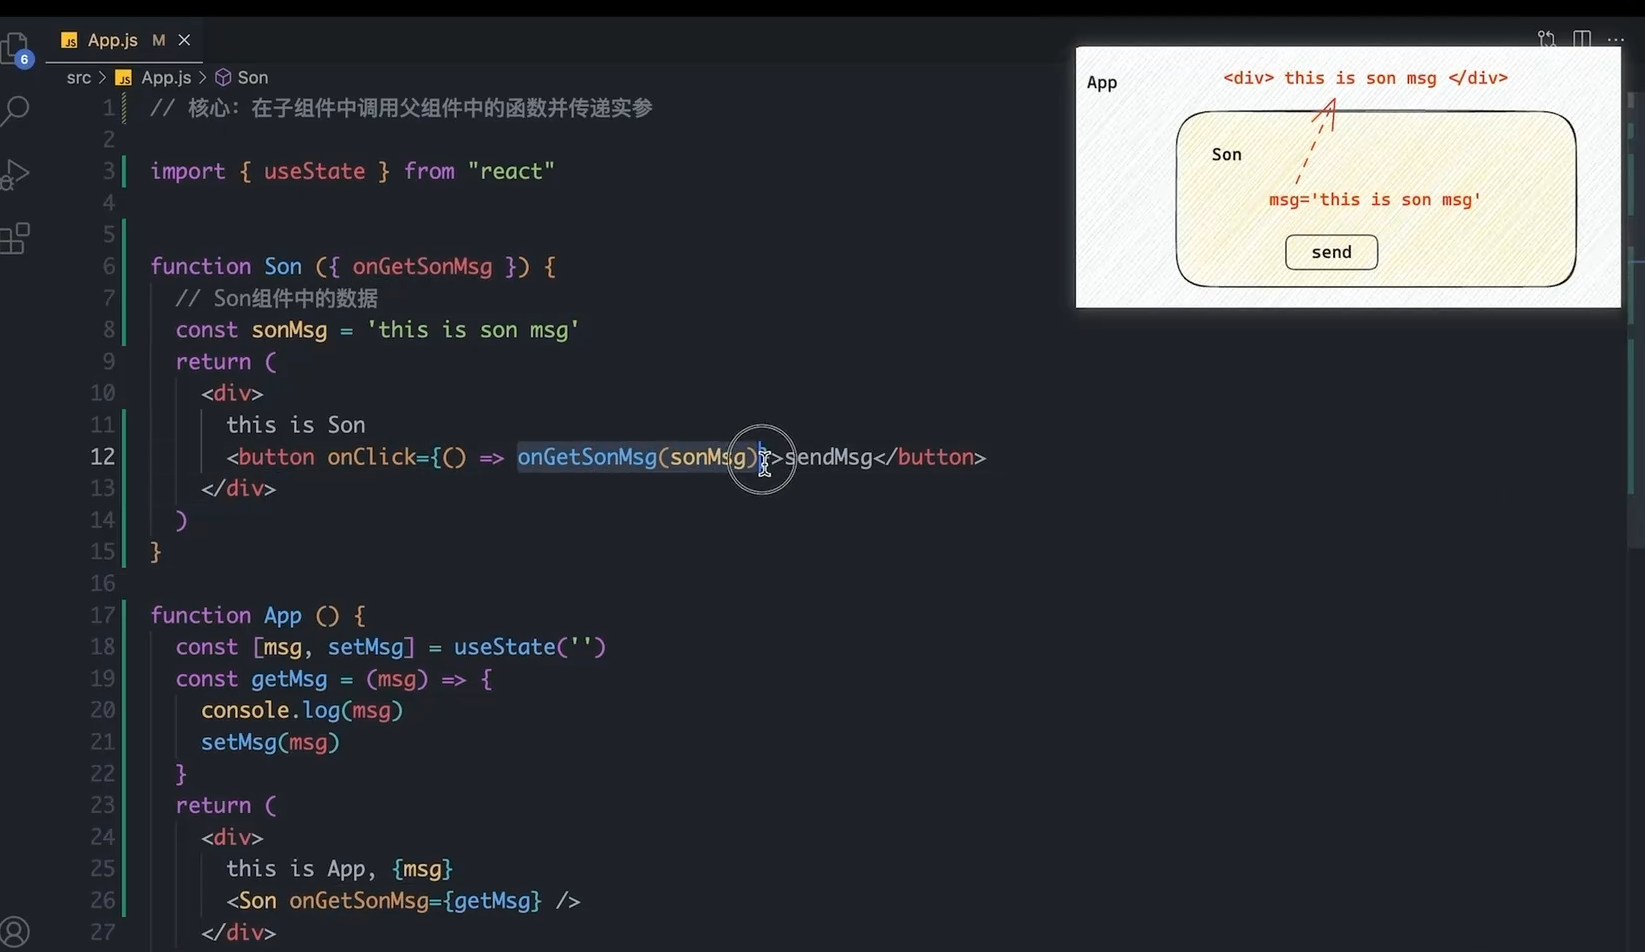 App.js M
6
src > App.js > Son
1 // 核心: 在子组件中调用父组件中的函数并传递实参
2
3 import { useState } from "react"
4
5
6 function Son ({ onGetSonMsg }) {
7 // Son组件中的数据
8 const sonMsg = 'this is son msg'
9 return (
10 <div>
11 this is Son
12 <button onClick={() => onGetSonMsg(sonMsg)}>sendMsg</button>
13 </div>
14 )
15 }
16
17 function App () {
18 const [msg, setMsg] = useState('')
19 const getMsg = (msg) => {
20 console.log(msg)
21 setMsg(msg)
22 }
23 return (
24 <div>
25 this is App, {msg}
26 <Son onGetSonMsg={getMsg} />
27 </div>
App
<div> this is son msg </div>
Son
msg='this is son msg'
send